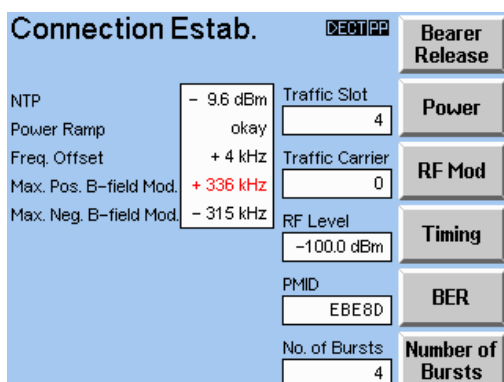 Connection Estab.
DECT PP
NTP - 9.6 dBm
Power Ramp okay
Freq. Offset + 4 kHz
Max. Pos. B-field Mod. + 336 kHz
Max. Neg. B-field Mod. - 315 kHz
Traffic Slot
4
Traffic Carrier
0
RF Level
-100.0 dBm
PMID
EBE8D
No. of Bursts
4
Bearer
Release
Power
RF Mod
Timing
BER
Number of
Bursts